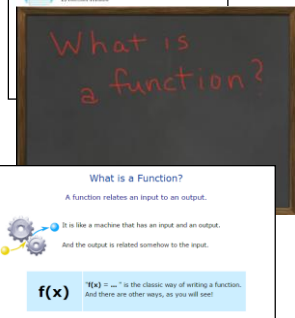 What is
a function?
What is a Function?
A function relates an input to an output.
It is like a machine that has an input and an output.
And the output is related somehow to the input.
f(x)
"f(x) = ... " is the classic way of writing a function.
And there are other ways, as you will see!